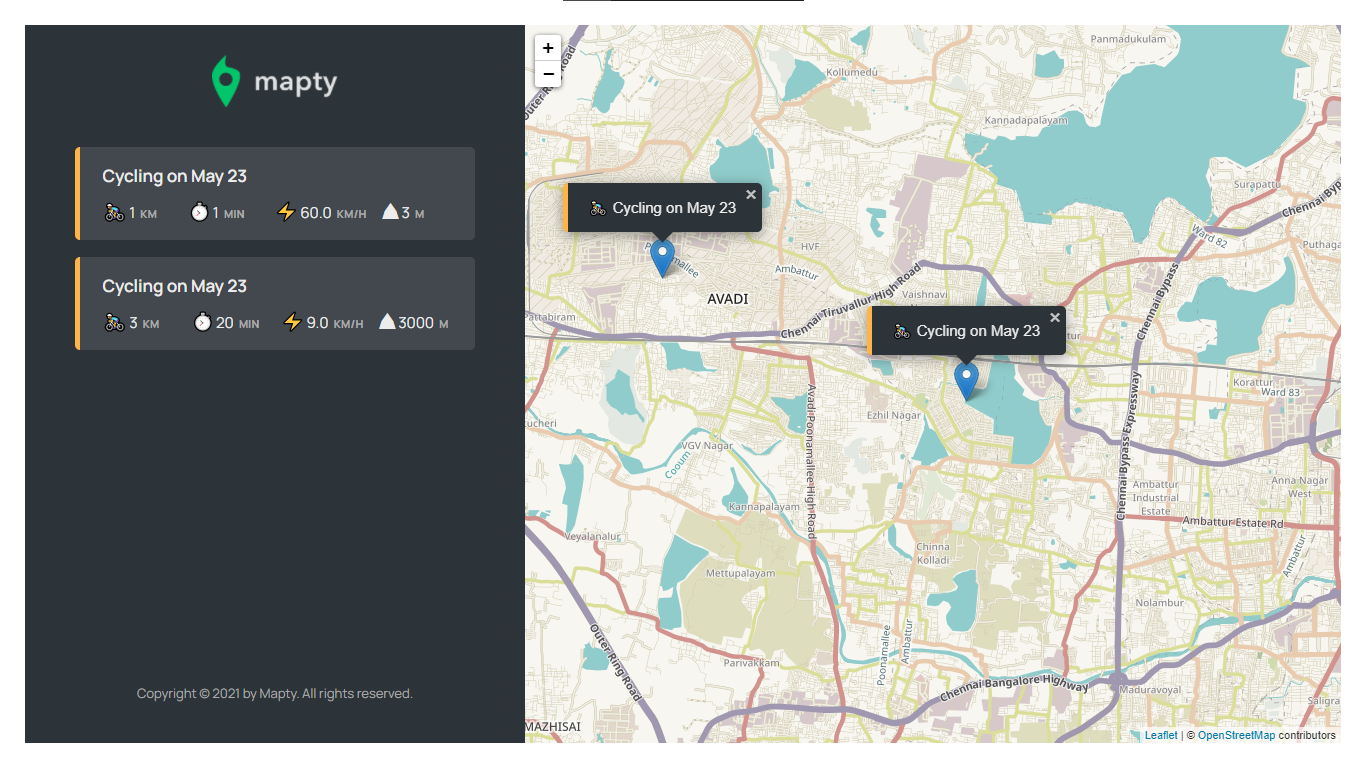 mapty
Cycling on May 23
1 KM 1 MIN 60.0 KM/H 3 M
Cycling on May 23
3 KM 20 MIN 9.0 KM/H 3000 M
Copyright © 2021 by Mapty. All rights reserved.
+
−
Outer Ring Road
Panmadukulam
Kollumedu
Kannadapalayam
Surapattu
Chennai Byp
Cycling on May 23
×
Ward 82
Puthaga
HVF
Ambattur
AVADI
Vaishnavi
Chennai Tiruvallur High Road
Pattabiram
Cycling on May 23
×
Chennai Bypass
Korattur
Ward 83
Avadi Poonamallee High Road
Ezhil Nagar
ucheri
VGV Nagar
Cooum
Chennai Bypass Expressway
Anna Nagar
West
Ambattur
Industrial
Estate
Kannapalayam
Ambattur Estate Rd
Veyalanalur
Chinna
Kolladi
Ambattur
Mettupalayam
Nolambur
Outer Ring Road
Poonamallee
Ambattur
Parivakkam
Chennai Bangalore Highway
Maduravoyal
Saligra
MAZHISAI
Leaflet | © OpenStreetMap contributors